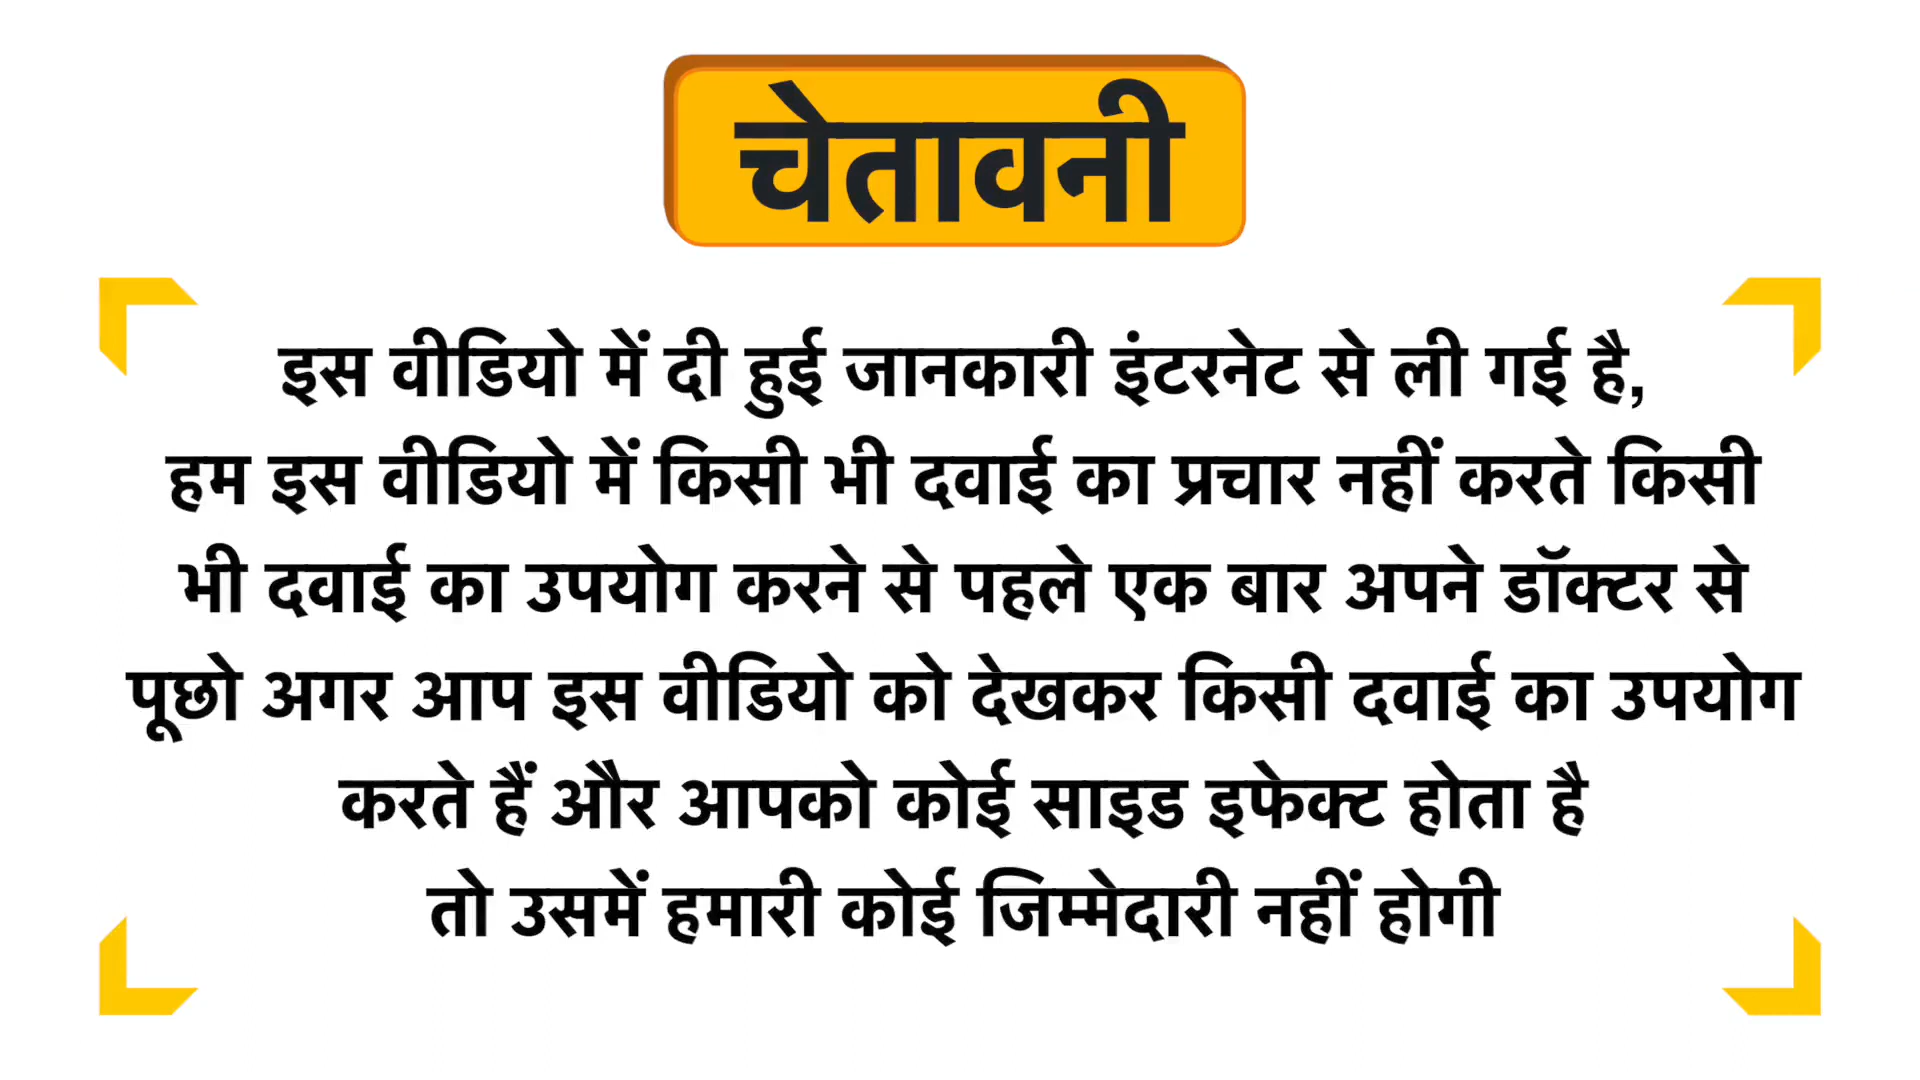 चेतावनी
इस वीडियो में दी हुई जानकारी इंटरनेट से ली गई है,
हम इस वीडियो में किसी भी दवाई का प्रचार नहीं करते किसी
भी दवाई का उपयोग करने से पहले एक बार अपने डॉक्टर से
पूछो अगर आप इस वीडियो को देखकर किसी दवाई का उपयोग
करते हैं और आपको कोई साइड इफेक्ट होता है
तो उसमें हमारी कोई जिम्मेदारी नहीं होगी